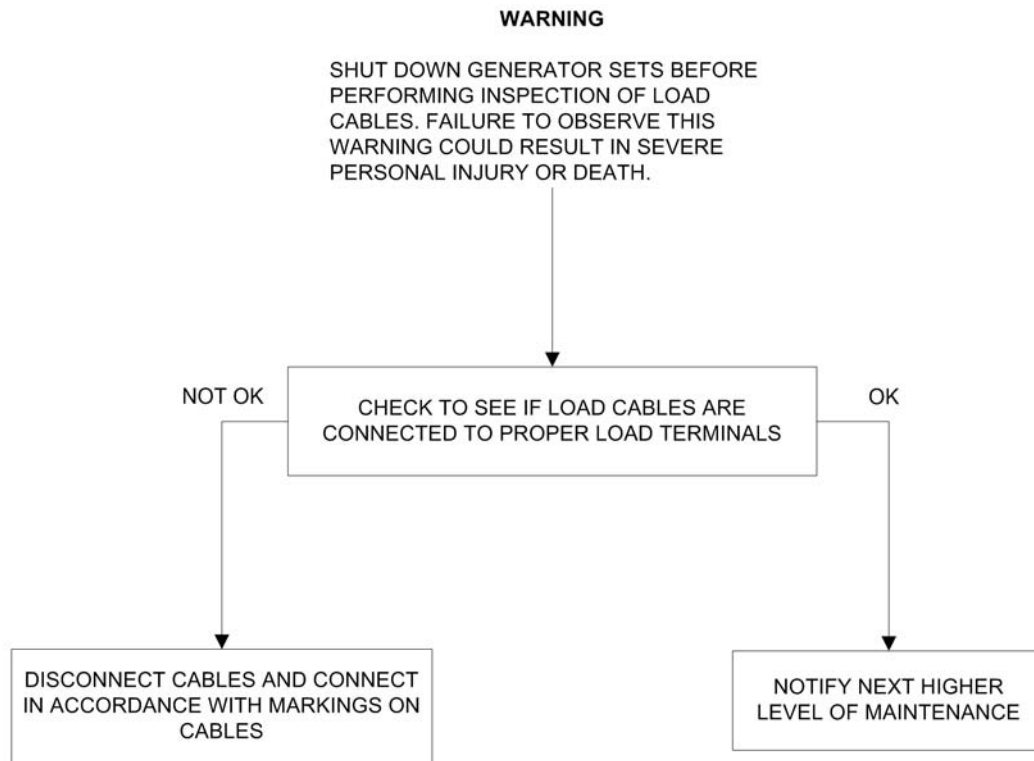 WARNING
SHUT DOWN GENERATOR SETS BEFORE
PERFORMING INSPECTION OF LOAD
CABLES. FAILURE TO OBSERVE THIS
WARNING COULD RESULT IN SEVERE
PERSONAL INJURY OR DEATH.
NOT OK
OK
CHECK TO SEE IF LOAD CABLES ARE
CONNECTED TO PROPER LOAD TERMINALS
DISCONNECT CABLES AND CONNECT
IN ACCORDANCE WITH MARKINGS ON
CABLES
NOTIFY NEXT HIGHER
LEVEL OF MAINTENANCE